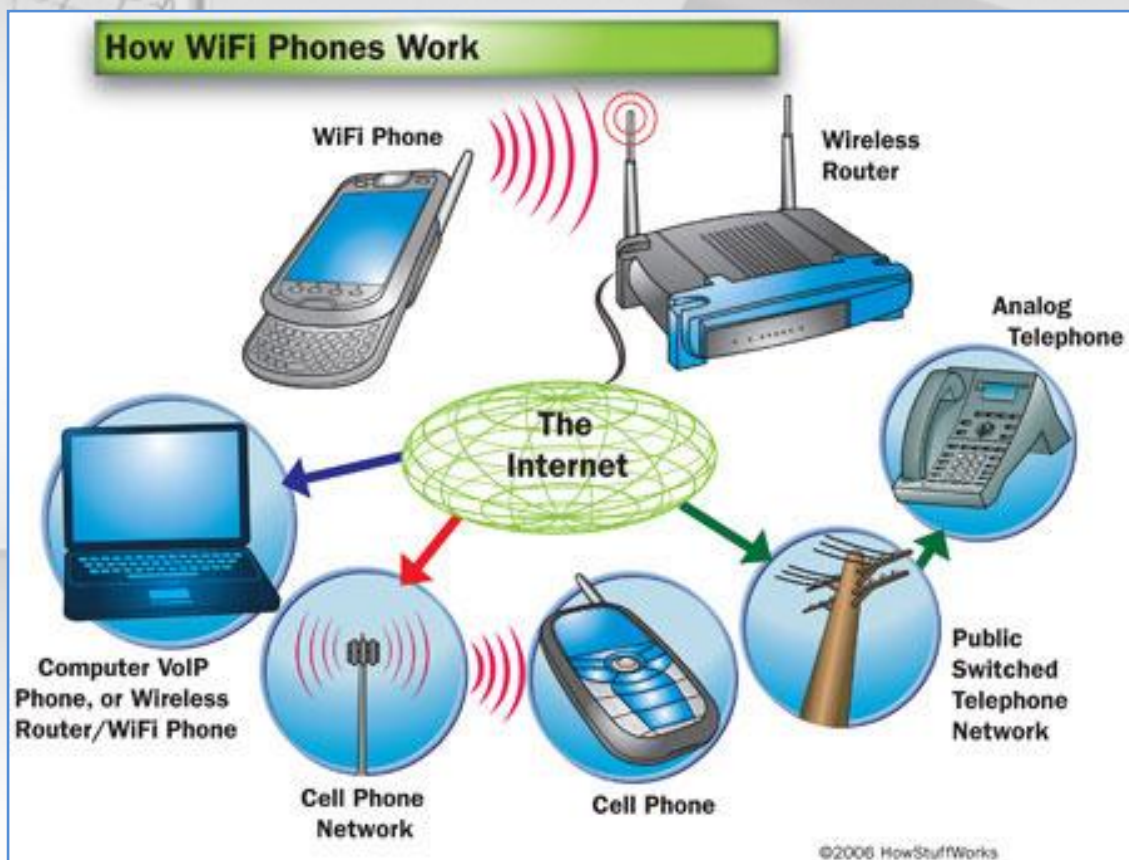 How WiFi Phones Work
WiFi Phone
Wireless
Router
Analog
Telephone
The
Internet
Computer VoIP
Phone, or Wireless
Router/WiFi Phone
Cell Phone
Network
Cell Phone
Public
Switched
Telephone
Network
©2006 HowStuffWorks